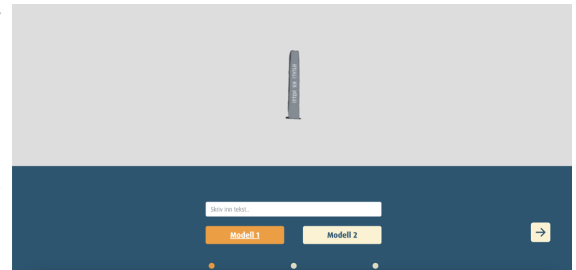 Skriv inn tekst..
Modell 1
Modell 2
→